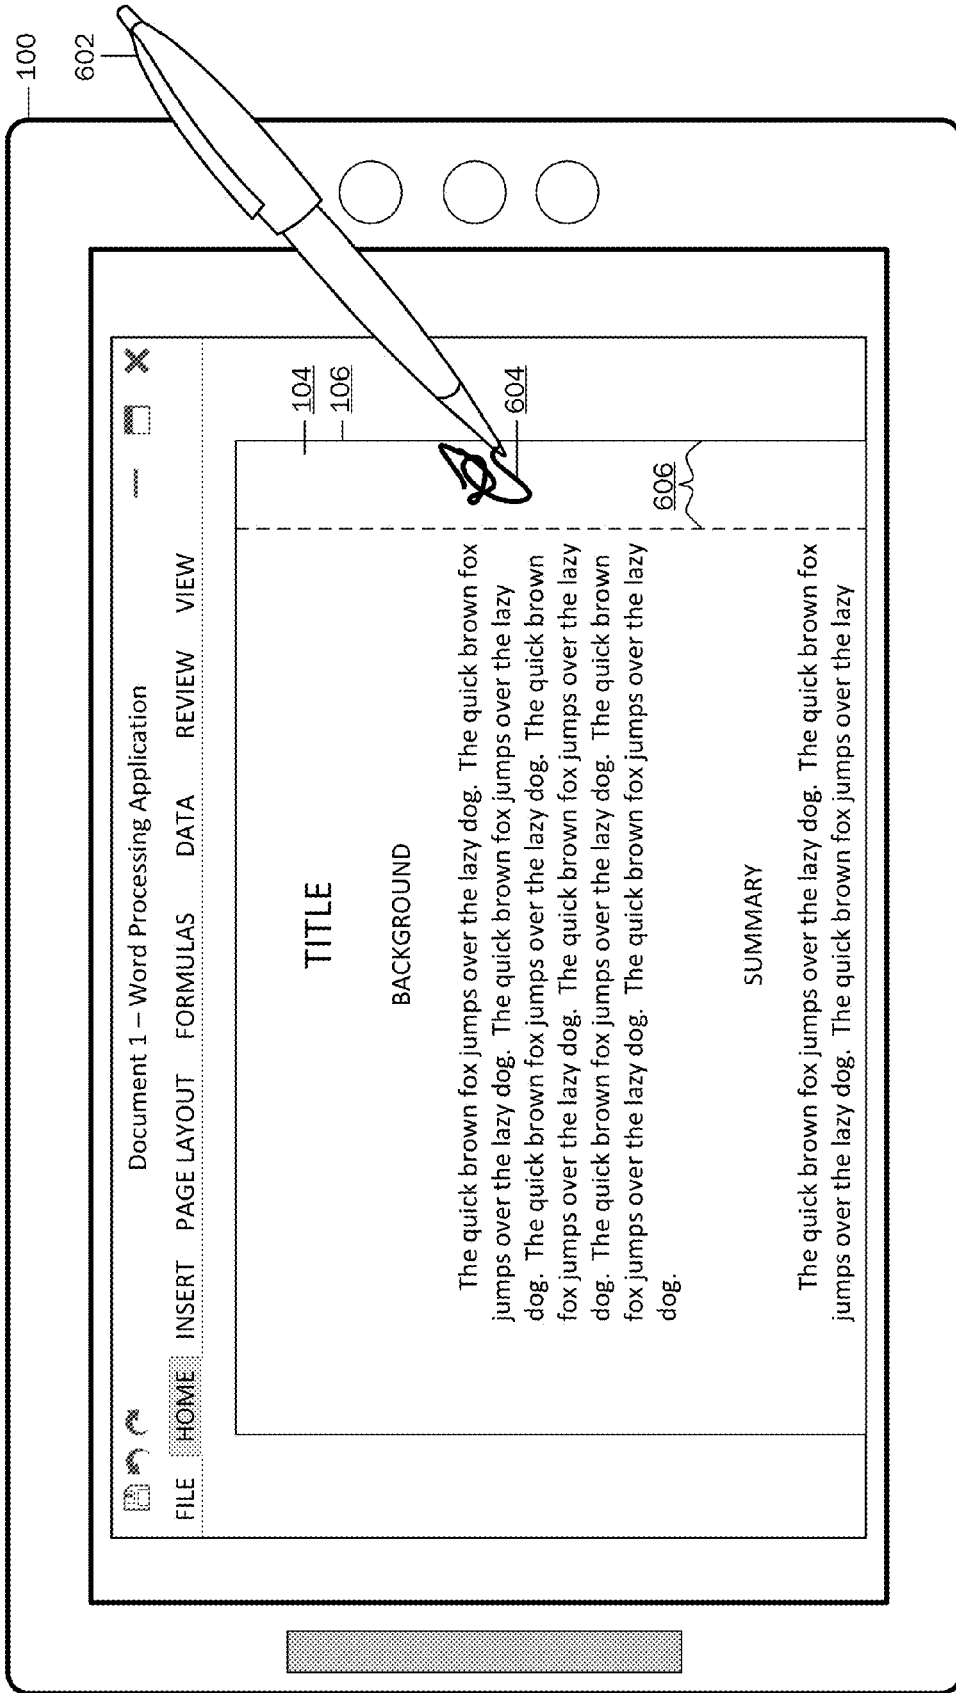 100
602
Document 1 – Word Processing Application
FILE HOME INSERT PAGE LAYOUT FORMULAS DATA REVIEW VIEW
104
106
TITLE
BACKGROUND
The quick brown fox jumps over the lazy dog. The quick brown fox
jumps over the lazy dog. The quick brown fox jumps over the lazy
dog. The quick brown fox jumps over the lazy dog. The quick brown
fox jumps over the lazy dog. The quick brown fox jumps over the lazy
dog. The quick brown fox jumps over the lazy dog. The quick brown
fox jumps over the lazy dog. The quick brown fox jumps over the lazy
dog.
604
606
SUMMARY
The quick brown fox jumps over the lazy dog. The quick brown fox
jumps over the lazy dog. The quick brown fox jumps over the lazy